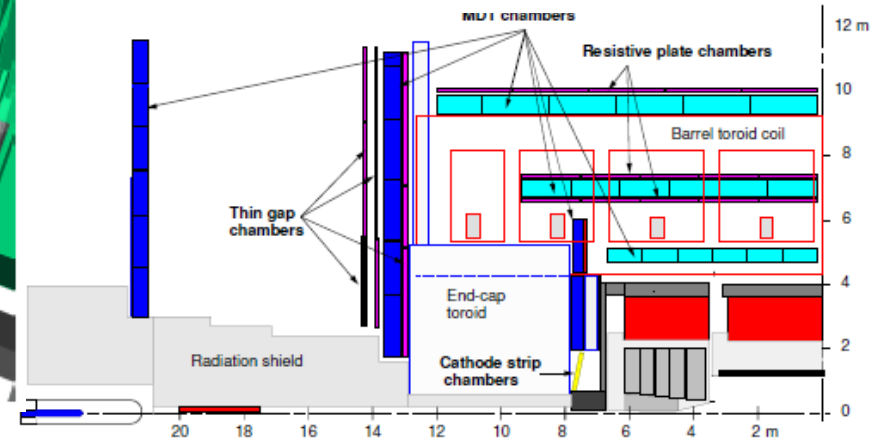 MDT chambers
12 m
Resistive plate chambers
10
Barrel toroid coil
8
Thin gap
chambers
6
4
End-cap
toroid
Radiation shield
Cathode strip
chambers
2
0
20 18 16 14 12 10 8 6 4 2 m